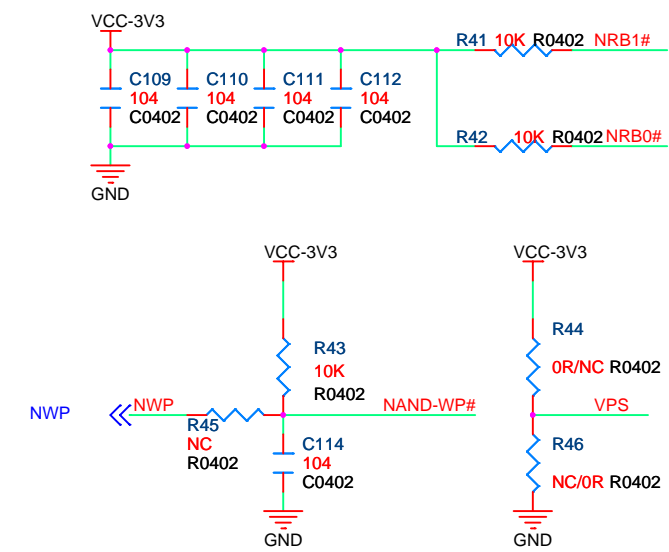 VCC-3V3
R41 10K R0402 NRB1#
C109 C110 C111 C112
104 104 104 104
C0402 C0402 C0402 C0402
R42 10K R0402 NRB0#
GND
VCC-3V3 VCC-3V3
R44
R43
0R/NC R0402
10K
R0402
NWP NWP NAND-WP# VPS
R45
NC
R0402
C114
104
C0402
R46
NC/0R R0402
GND GND